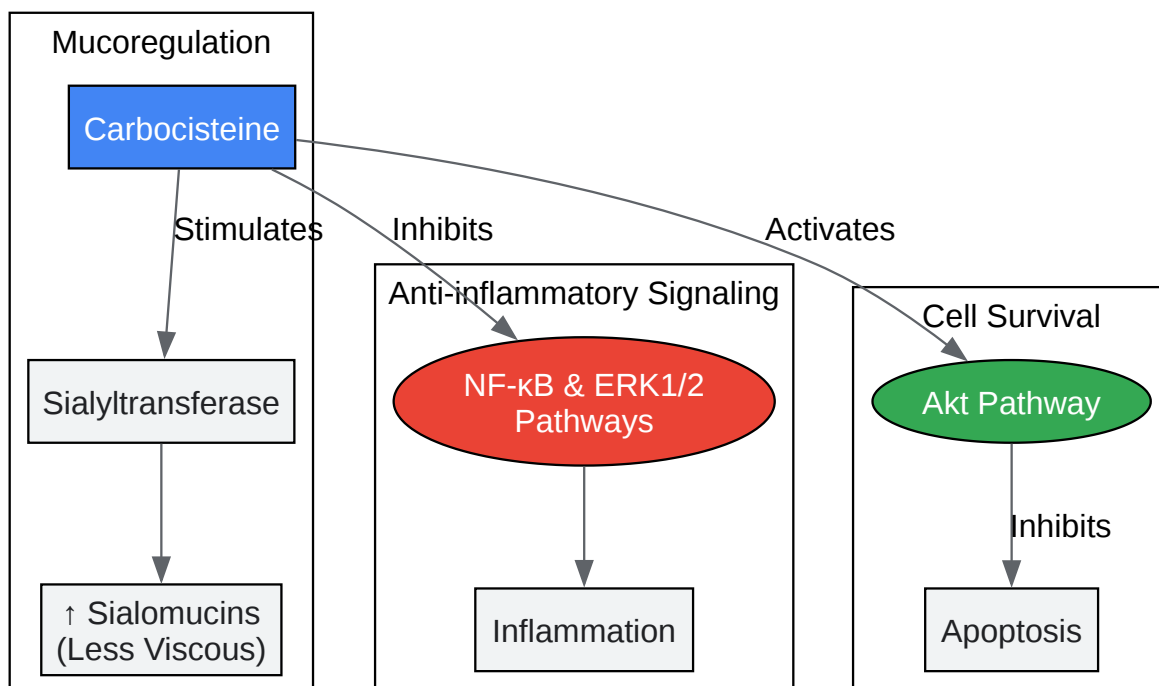 Mucoregulation
Carbocisteine
Stimulates
Inhibits
Activates
Anti-inflammatory Signaling
Cell Survival
Sialyltransferase
NF-κB & ERK1/2
Pathways
Akt Pathway
Inhibits
↑ Sialomucins
(Less Viscous)
Inflammation
Apoptosis